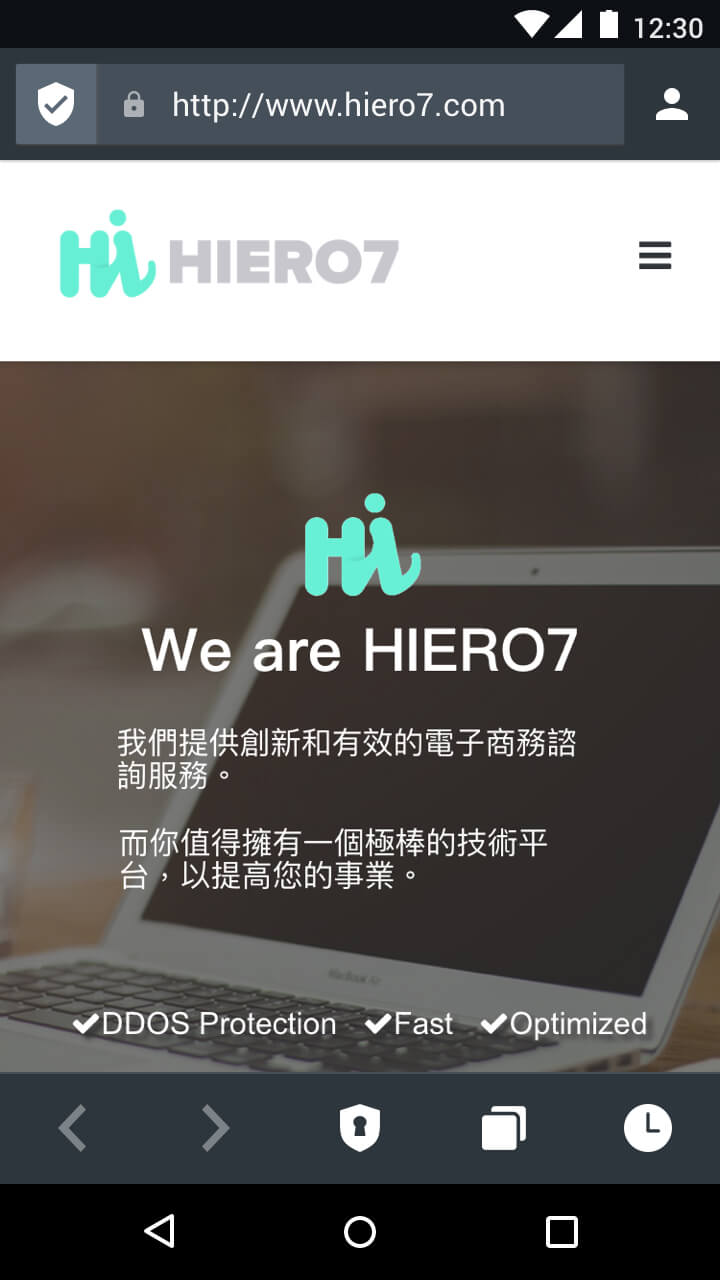 12:30
http://www.hiero7.com
Hi HIERO7
Hi
We are HIERO7
我們提供創新和有效的電子商務諮
詢服務。
而你值得擁有一個極棒的技術平
台，以提高您的事業。
MacBook Air
DDOS Protection Fast Optimized